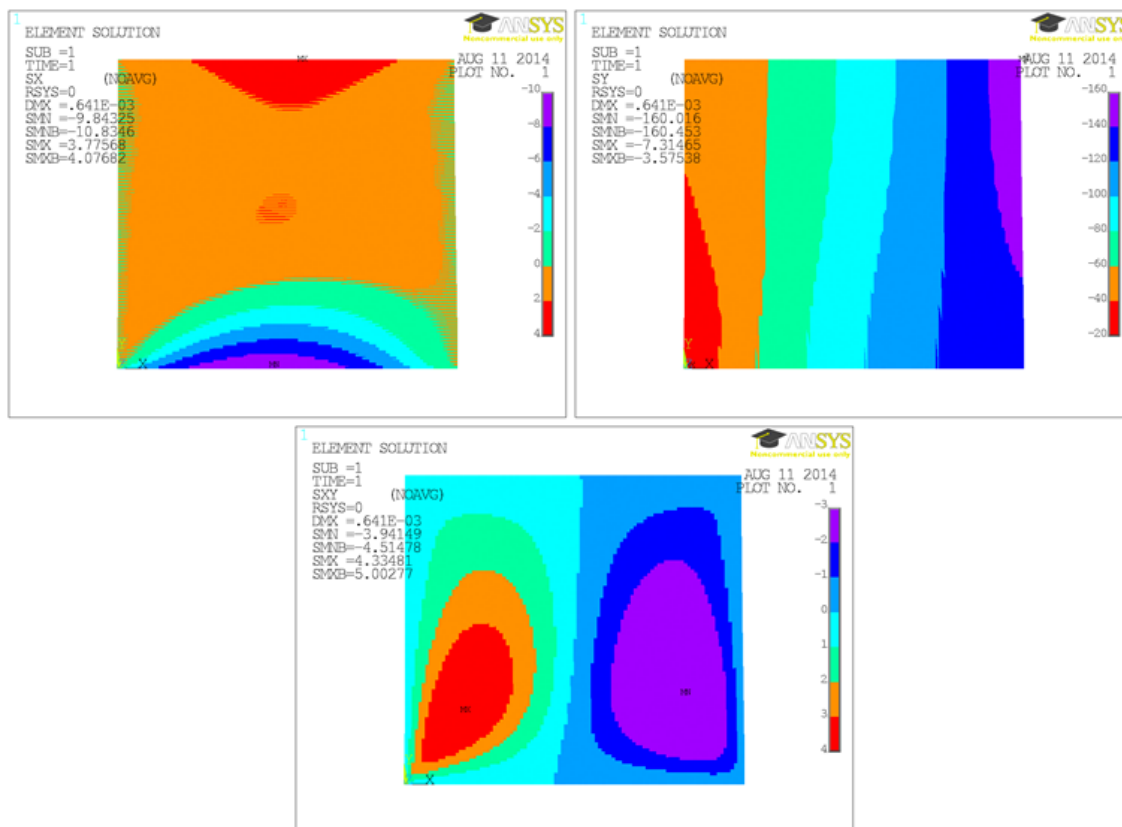 1
ELEMENT SOLUTION
SUB =1
TIME=1
SX (NOAVG)
RSYS=0
DMX =.641E-03
SMN =-9.84325
SMNB=-10.8346
SMX =3.77568
SMXB=4.07682
ANSYS
Noncommercial use only
AUG 11 2014
PLOT NO. 1
MX
MN
Y
Z X
-10
-8
-6
-4
-2
0
2
4
1
ELEMENT SOLUTION
SUB =1
TIME=1
SY (NOAVG)
RSYS=0
DMX =.641E-03
SMN =-160.016
SMNB=-160.453
SMX =-7.31465
SMXB=-3.57538
ANSYS
Noncommercial use only
AUG 11 2014
PLOT NO. 1
Y
X
-160
-140
-120
-100
-80
-60
-40
-20
1
ELEMENT SOLUTION
SUB =1
TIME=1
SXY (NOAVG)
RSYS=0
DMX =.641E-03
SMN =-3.94149
SMNB=-4.51478
SMX =4.33481
SMXB=5.00277
ANSYS
Noncommercial use only
AUG 11 2014
PLOT NO. 1
MN
MX
X
-3
-2
-1
0
1
2
3
4